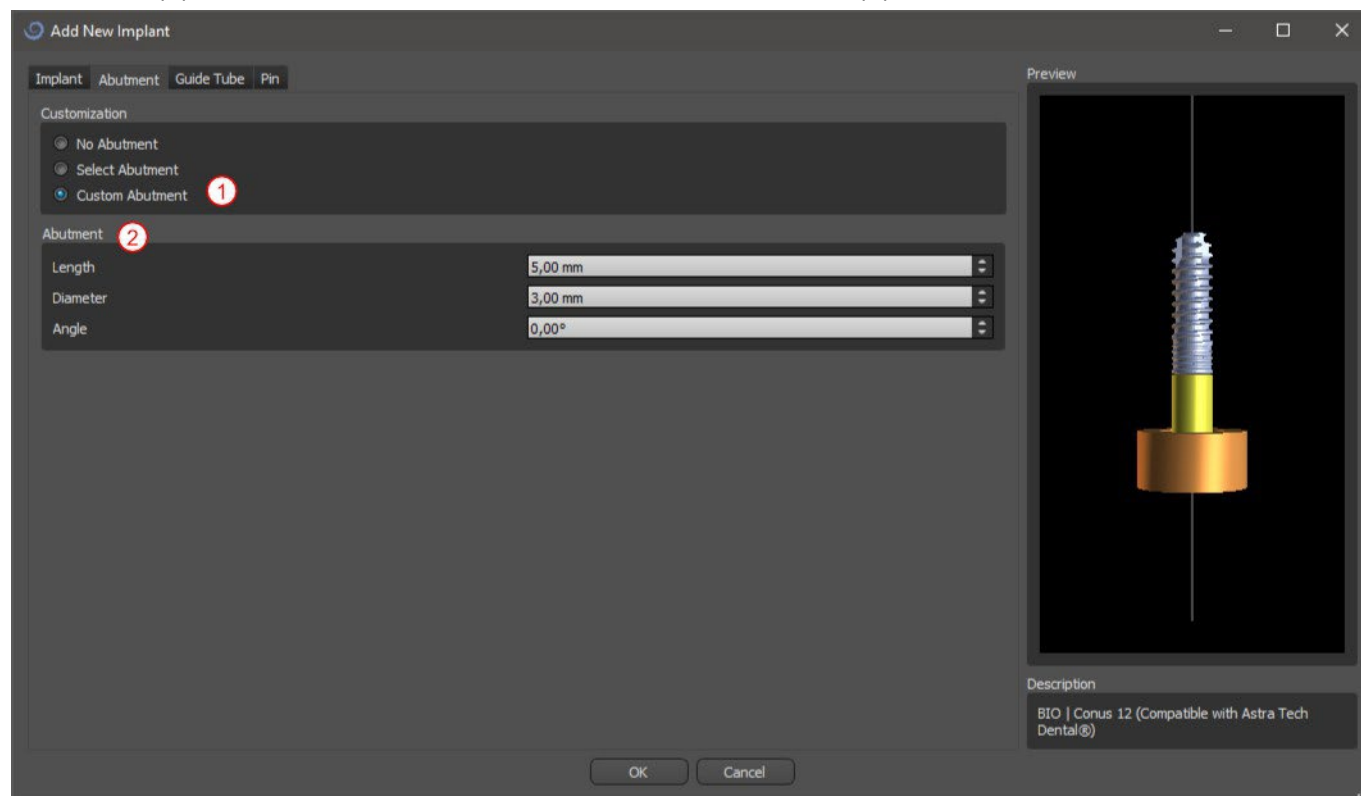 Add New Implant
Implant Abutment Guide Tube Pin
Customization
No Abutment
Select Abutment
Custom Abutment 1
Abutment 2
Length 5,00 mm
Diameter 3,00 mm
Angle 0,00°
Preview
Description
BIO | Conus 12 (Compatible with Astra Tech
Dental®)
OK Cancel